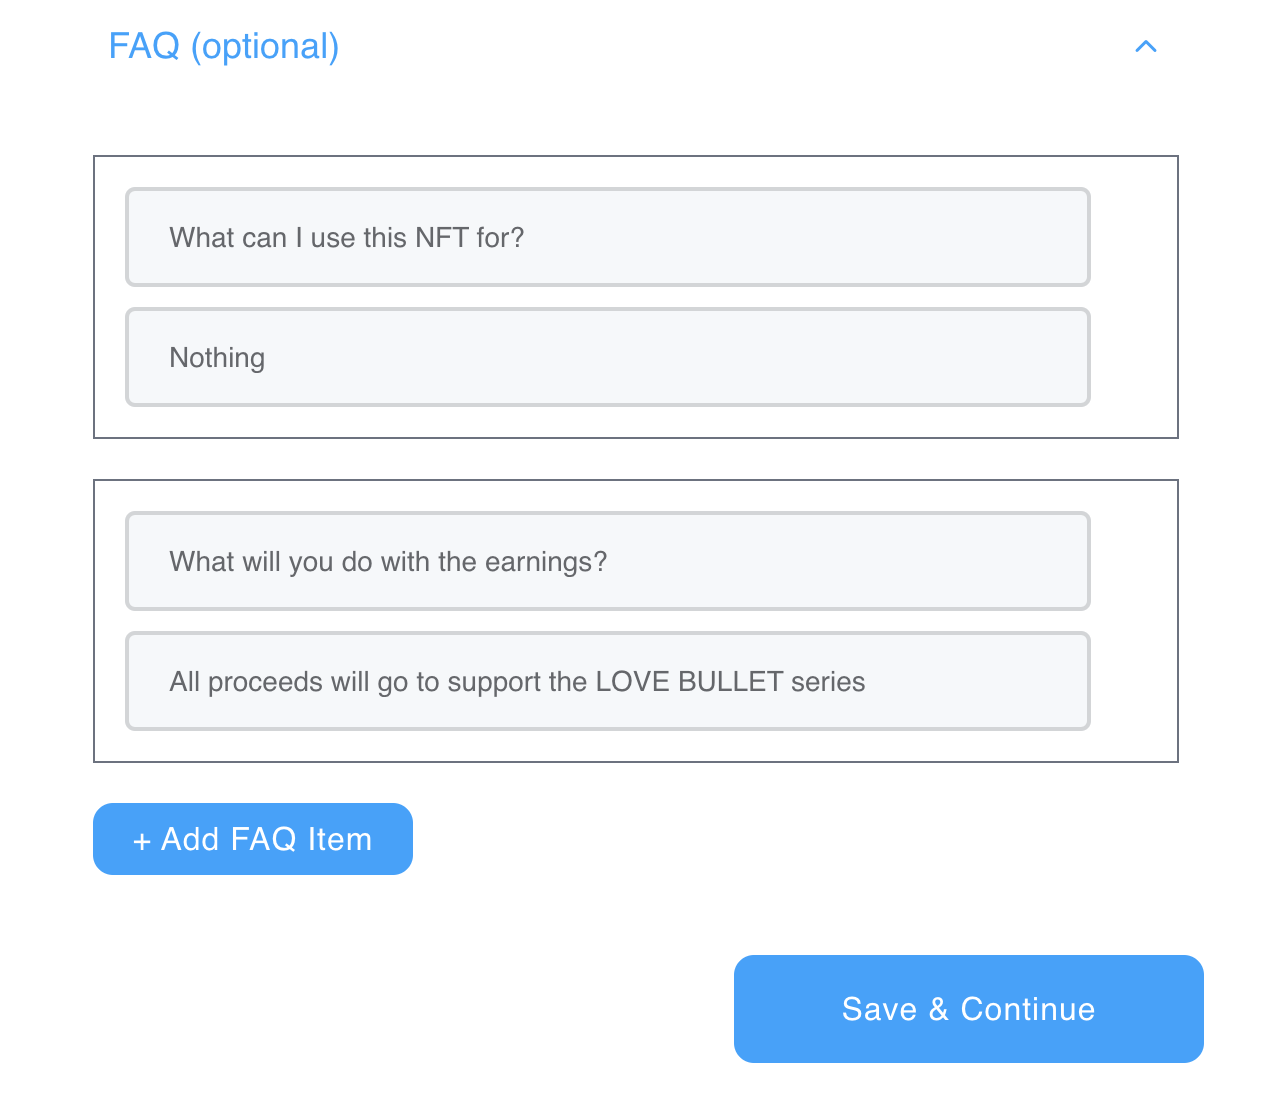 FAQ (optional)
What can I use this NFT for?
Nothing
What will you do with the earnings?
All proceeds will go to support the LOVE BULLET series
+ Add FAQ Item
Save & Continue